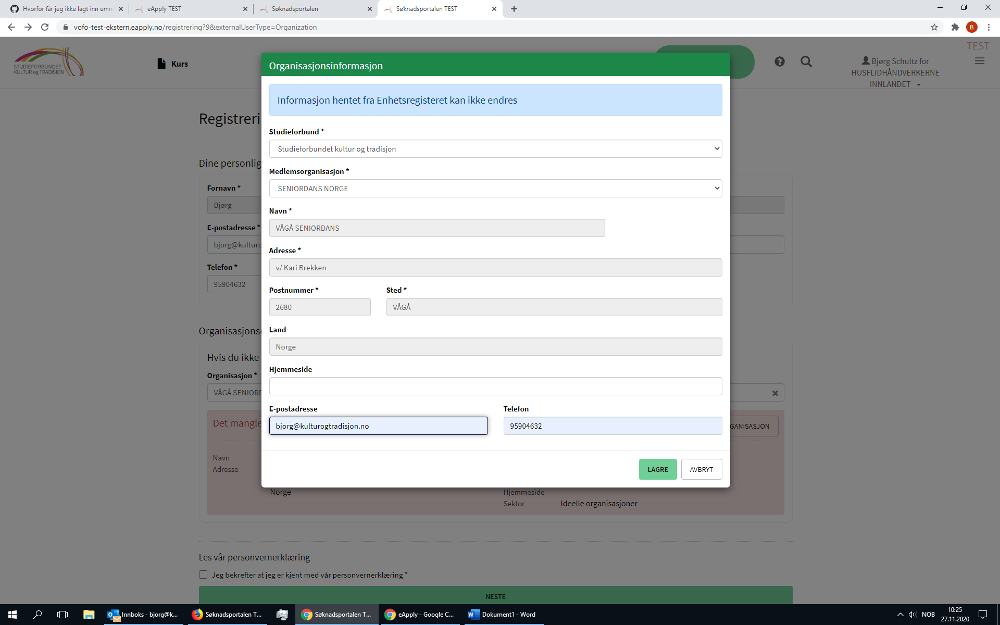 Hvorfor får jeg ikke lagt inn emne
eApply TEST
Søknadsportalen
Søknadsportalen TEST
vofo-test-ekstern.eapply.no/registrering?9&externalUserType=Organization
B
TEST
STUDIEFORBUNDET
KULTUR og TRADISJON
Kurs
Bjørg Schultz for
HUSFLIDHÅNDVERKERNE
INNLANDET
Organisasjonsinformasjon
Informasjon hentet fra Enhetsregisteret kan ikke endres
Registreri
Studieforbund *
Studieforbundet kultur og tradisjon
Dine personlig
Medlemsorganisasjon *
SENIORDANS NORGE
Fornavn *
Bjørg
Navn *
VÅGÅ SENIORDANS
E-postadresse *
bjorg@kulturo
Adresse *
v/ Kari Brekken
Telefon *
95904632
Postnummer *
Sted *
2680
VÅGÅ
Land
Norge
Organisasjons
Hvis du ikke
Hjemmeside
Organisasjon *
VÅGÅ SENIORD
E-postadresse
Telefon
bjorg@kulturogtradisjon.no
95904632
Det mangle
GANISASJON
Navn
Adresse
LAGRE
AVBRYT
Norge
Hjemmeside
Sektor
Ideelle organisasjoner
Les vår personvernerklæring
Jeg bekrefter at jeg er kjent med vår personvernerklæring *
NESTE
Innboks - bjorg@k...
Søknadsportalen T...
Søknadsportalen T...
eApply - Google C...
Dokument1 - Word
NOB
10:25
27.11.2020